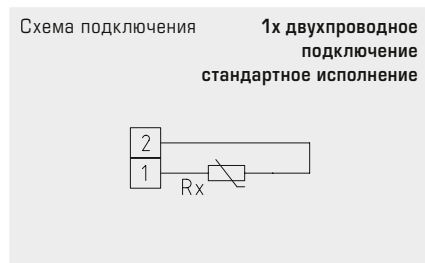 Схема подключения 1х двухпроводное
подключение
стандартное исполнение
2
1
Rx